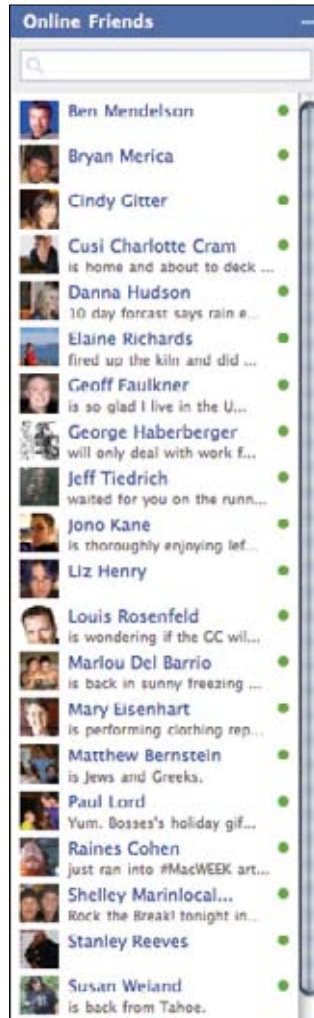 Online Friends
Ben Mendelson
Bryan Merica
Cindy Gitter
Cusi Charlotte Cram
is home and about to deck ...
Danna Hudson
10 day forcast says rain e...
Elaine Richards
fired up the kiln and did ...
Geoff Faulkner
is so glad I live in the U...
George Haberberger
will only deal with work f...
Jeff Tiedrich
waited for you on the runn...
Jono Kane
is thoroughly enjoying lef...
Liz Henry
Louis Rosenfeld
is wondering if the GC wil...
Marlou Del Barrio
is back in sunny freezing ...
Mary Eisenhart
is performing clothing rep...
Matthew Bernstein
is Jews and Greeks.
Paul Lord
Yum. Bosses's holiday gif...
Raines Cohen
just ran into #MacWEEK art...
Shelley Marinlocal...
Rock the Break! tonight in...
Stanley Reeves
Susan Weiand
is back from Tahoe.